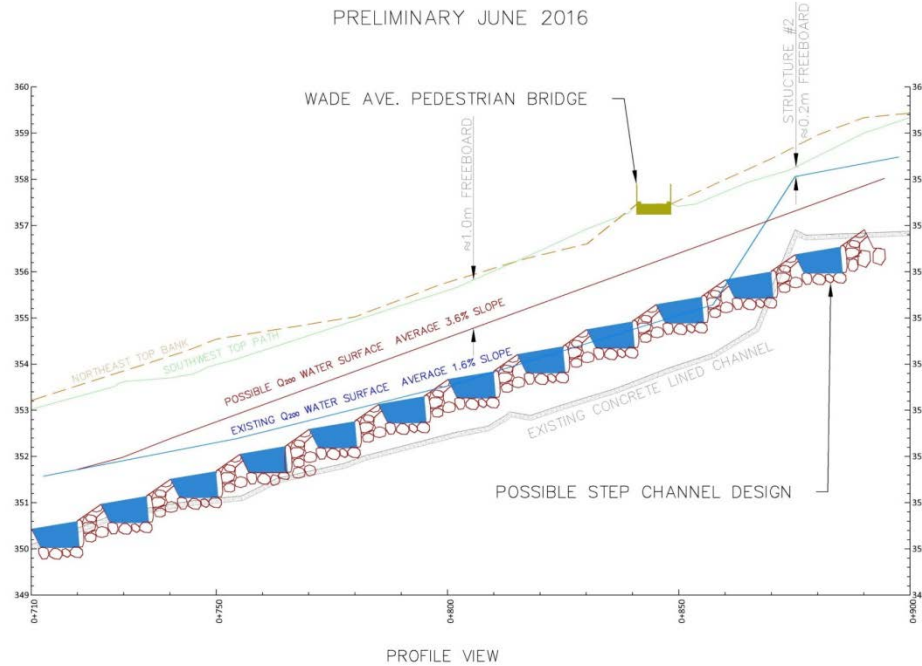 PRELIMINARY JUNE 2016
WADE AVE. PEDESTRIAN BRIDGE
≈1.0m FREEBOARD
STRUCTURE #2
≈0.2m FREEBOARD
360
359
358
357
356
355
354
353
352
351
350
349
NORTHEAST TOP BANK
SOUTHWEST TOP PATH
POSSIBLE Q200 WATER SURFACE AVERAGE 3.6% SLOPE
EXISTING Q200 WATER SURFACE AVERAGE 1.6% SLOPE
EXISTING CONCRETE LINED CHANNEL
POSSIBLE STEP CHANNEL DESIGN
0+710
0+750
0+800
0+850
0+900
PROFILE VIEW